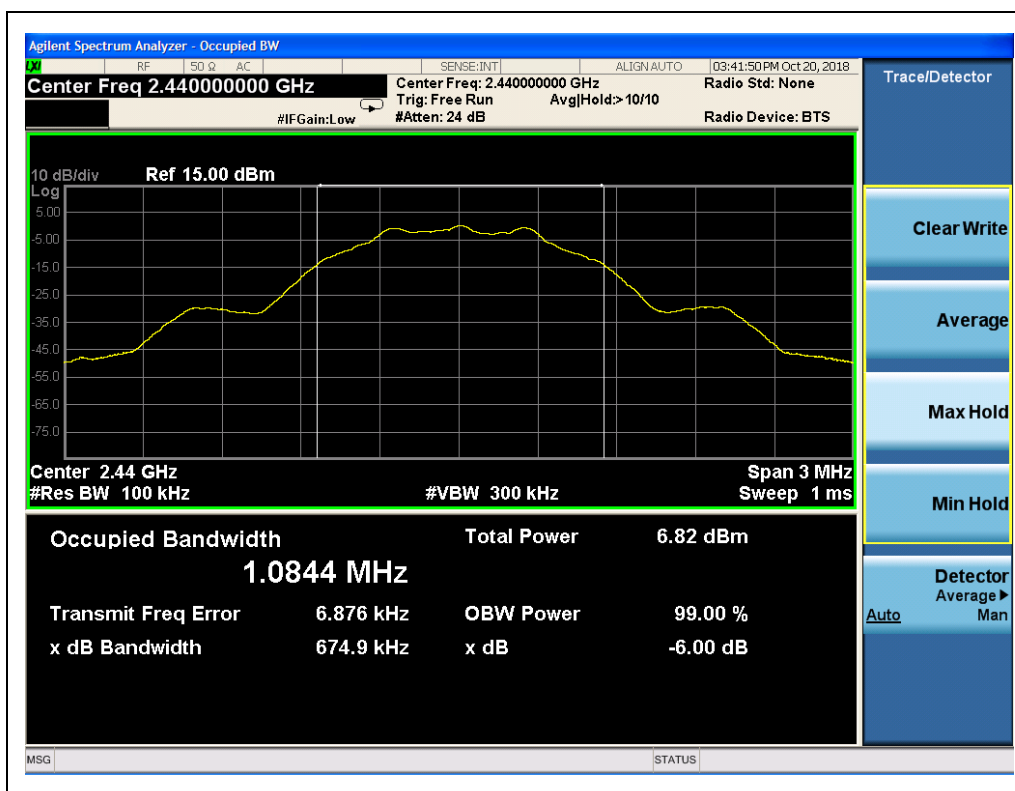 Agilent Spectrum Analyzer - Occupied BW
LXI RF 50 Ω AC SENSE:INT ALIGN AUTO 03:41:50 PM Oct 20, 2018
Center Freq 2.440000000 GHz
Center Freq: 2.440000000 GHz
Radio Std: None
Trig: Free Run Avg|Hold:>10/10
#IFGain:Low #Atten: 24 dB
Radio Device: BTS
10 dB/div Ref 15.00 dBm
Log
5.00
-5.00
-15.0
-25.0
-35.0
-45.0
-55.0
-65.0
-75.0
Center 2.44 GHz Span 3 MHz
#Res BW 100 kHz #VBW 300 kHz Sweep 1 ms
Occupied Bandwidth Total Power 6.82 dBm
1.0844 MHz
Transmit Freq Error 6.876 kHz OBW Power 99.00 %
x dB Bandwidth 674.9 kHz x dB -6.00 dB
MSG STATUS
Trace/Detector
Clear Write
Average
Max Hold
Min Hold
Detector
Average
Auto Man